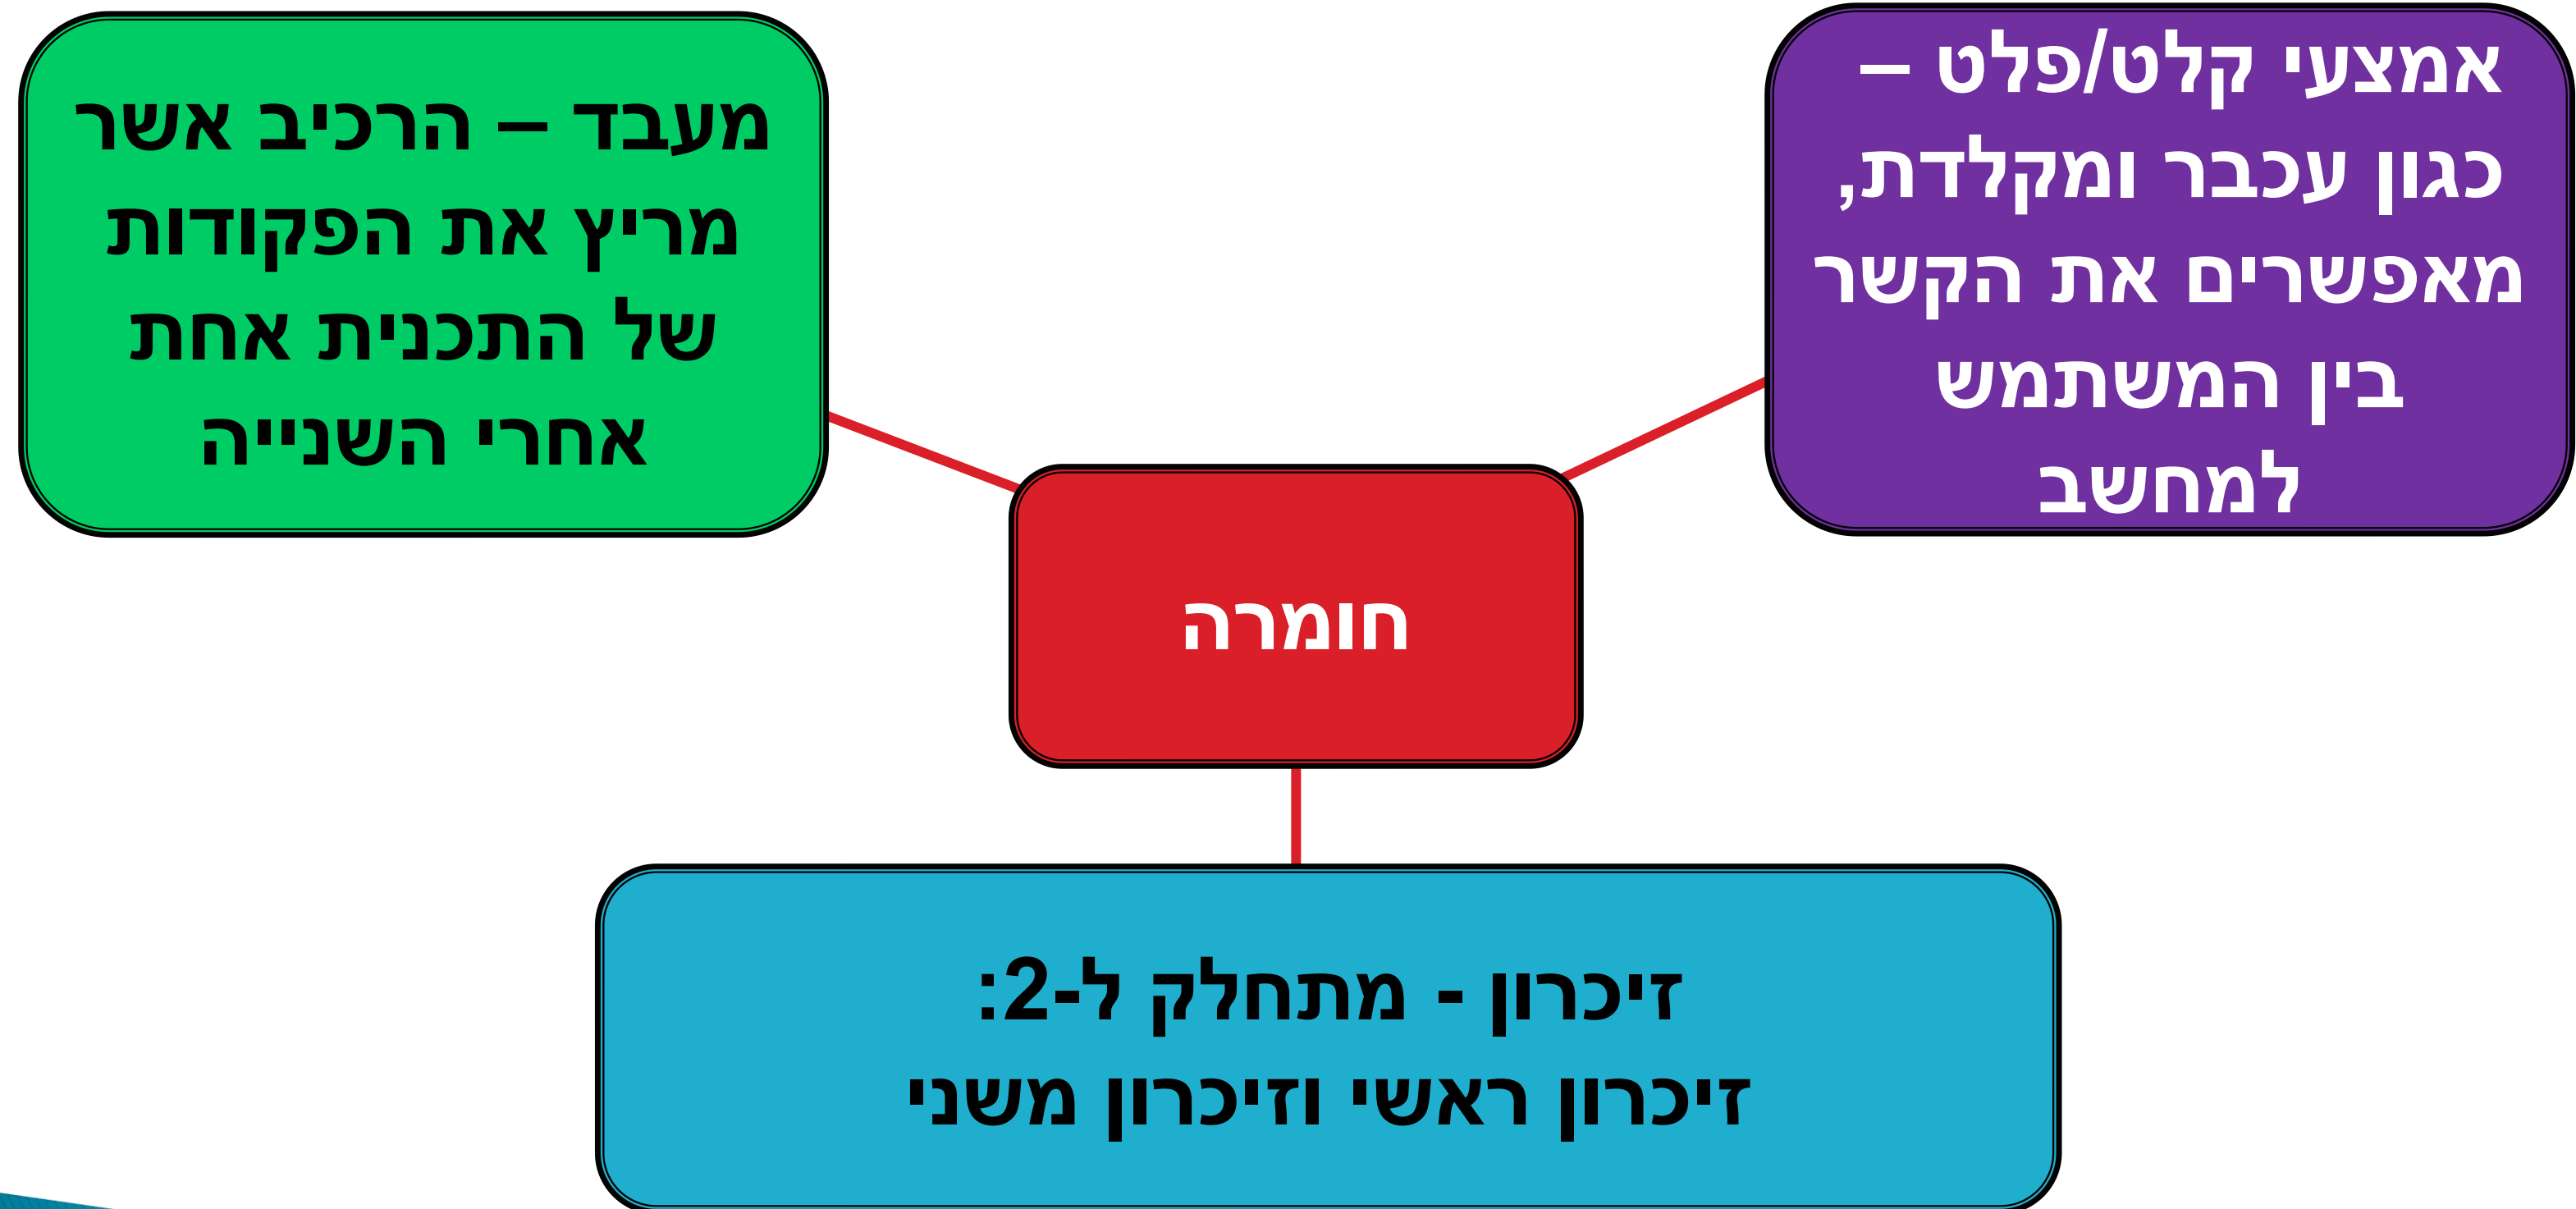 אמצעי קלט/פלט –
כגון עכבר ומקלדת,
מאפשרים את הקשר
בין המשתמש
למחשב
מעבד – הרכיב אשר
מריץ את הפקודות
של התכנית אחת
אחרי השנייה
חומרה
זיכרון - מתחלק ל-2:
זיכרון ראשי וזיכרון משני